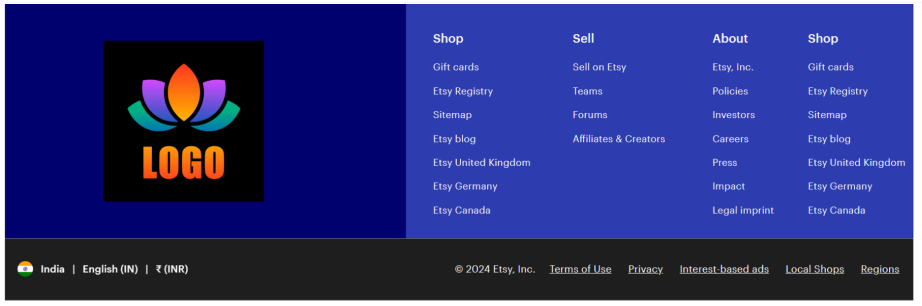 LOGO
Shop
Gift cards
Etsy Registry
Sitemap
Etsy blog
Etsy United Kingdom
Etsy Germany
Etsy Canada
Sell
Sell on Etsy
Teams
Forums
Affiliates & Creators
About
Etsy, Inc.
Policies
Investors
Careers
Press
Impact
Legal imprint
Shop
Gift cards
Etsy Registry
Sitemap
Etsy blog
Etsy United Kingdom
Etsy Germany
Etsy Canada
India | English (IN) | ₹ (INR)
© 2024 Etsy, Inc. Terms of Use Privacy Interest-based ads Local Shops Regions